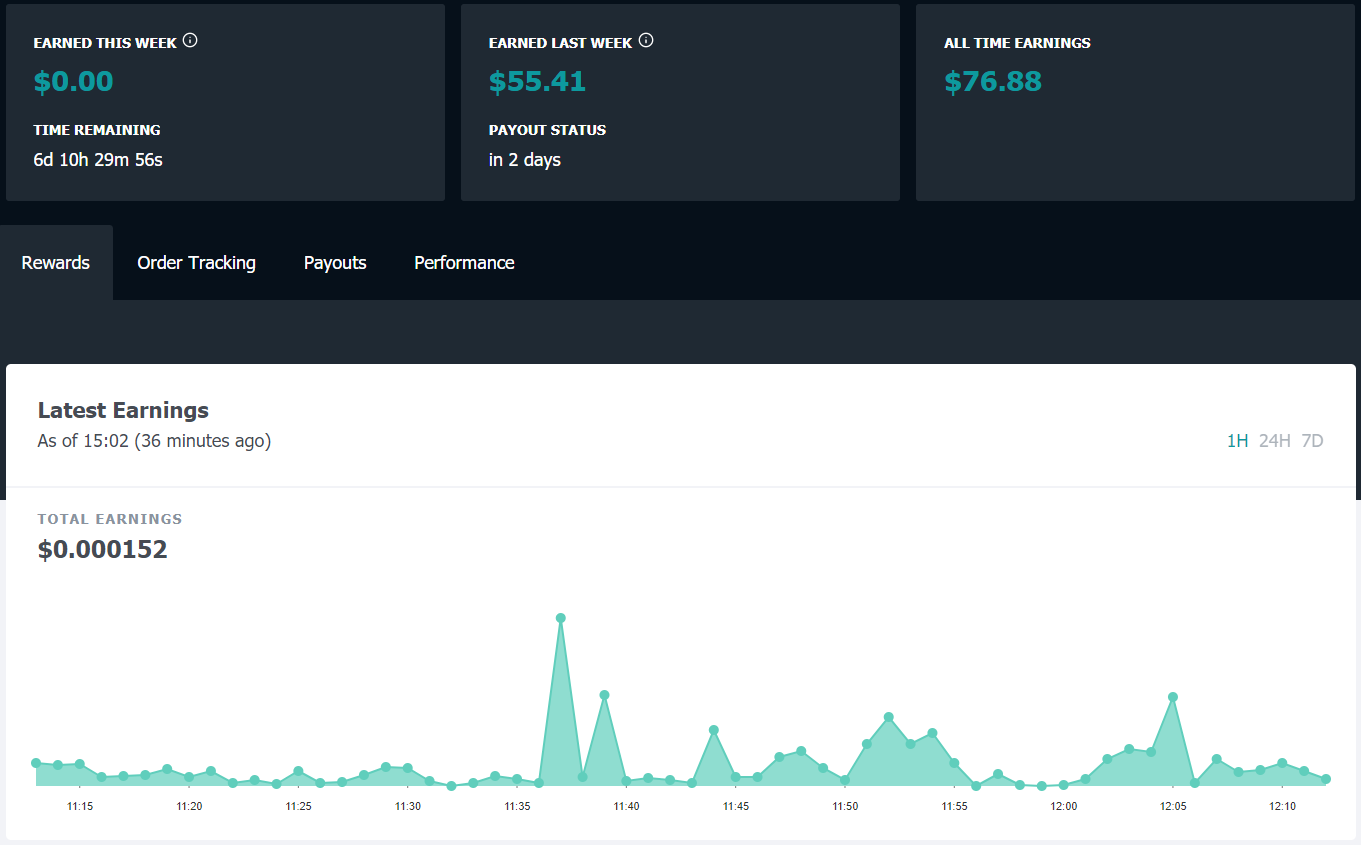 EARNED THIS WEEK
$0.00
TIME REMAINING
6d 10h 29m 56s
EARNED LAST WEEK
$55.41
PAYOUT STATUS
in 2 days
ALL TIME EARNINGS
$76.88
Rewards Order Tracking Payouts Performance
Latest Earnings
As of 15:02 (36 minutes ago)
1H 24H 7D
TOTAL EARNINGS
$0.000152
11:15 11:20 11:25 11:30 11:35 11:40 11:45 11:50 11:55 12:00 12:05 12:10